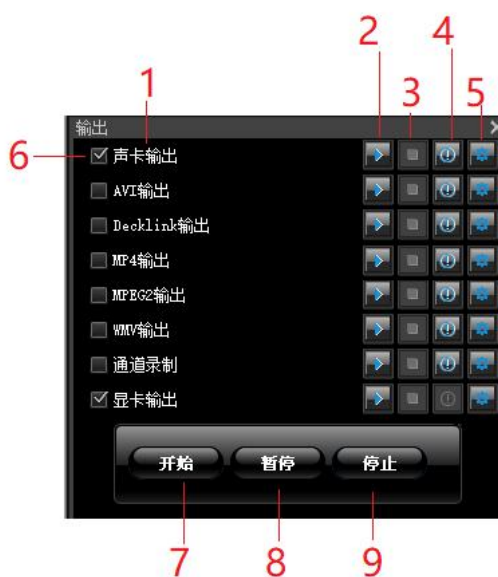 2
4
1
3
5
输出
6
声卡输出
AVI输出
Decklink输出
MP4输出
MPEG2输出
WMV输出
通道录制
显卡输出
开始 暂停 停止
7 8 9